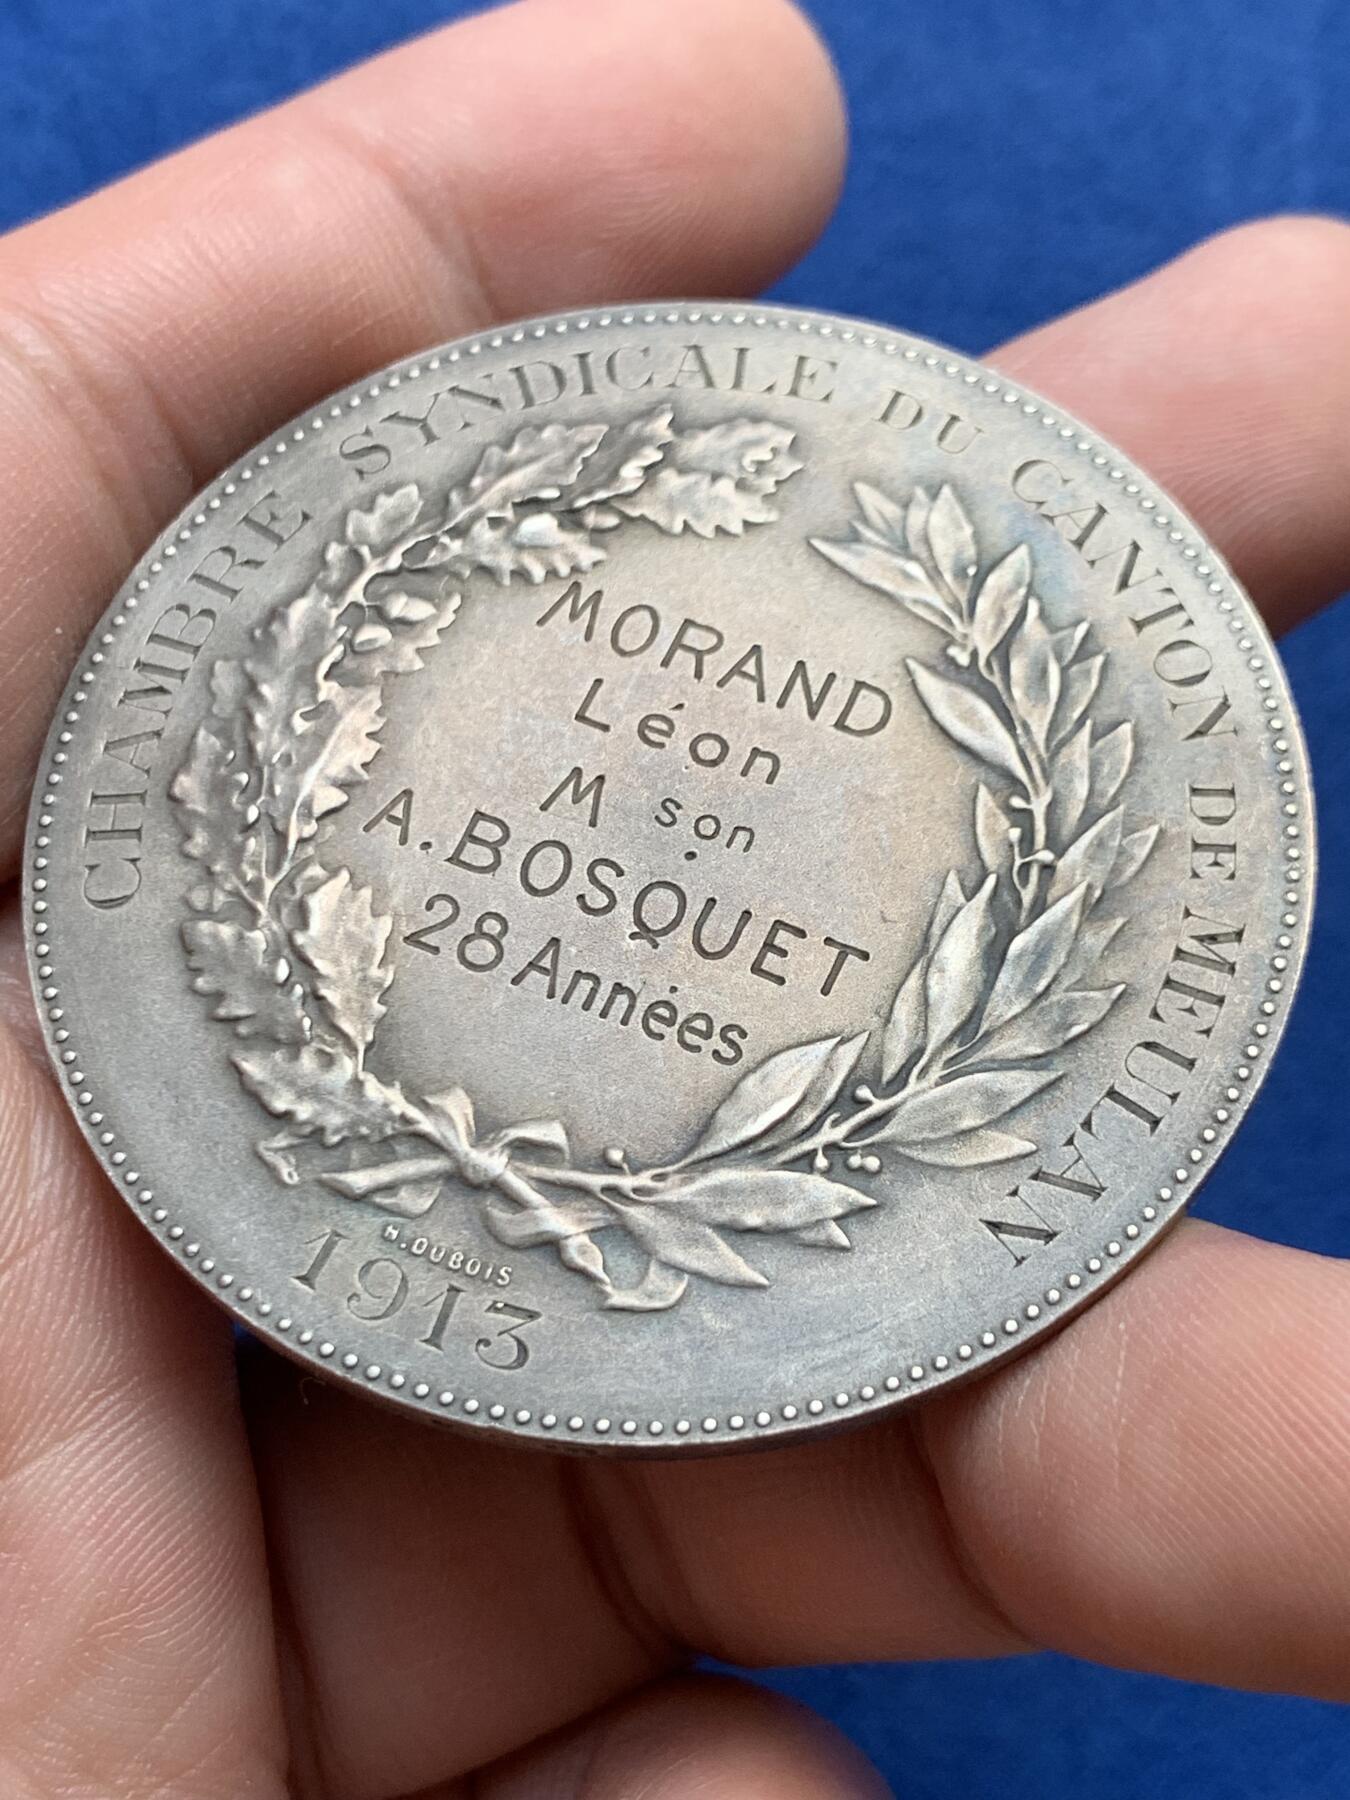 CHAMBRE SYNDICALE DU CANTON DE MEULAN
MORAND
Léon
M son
A. BOSQUET
28 Années
H. DUBOIS
1913